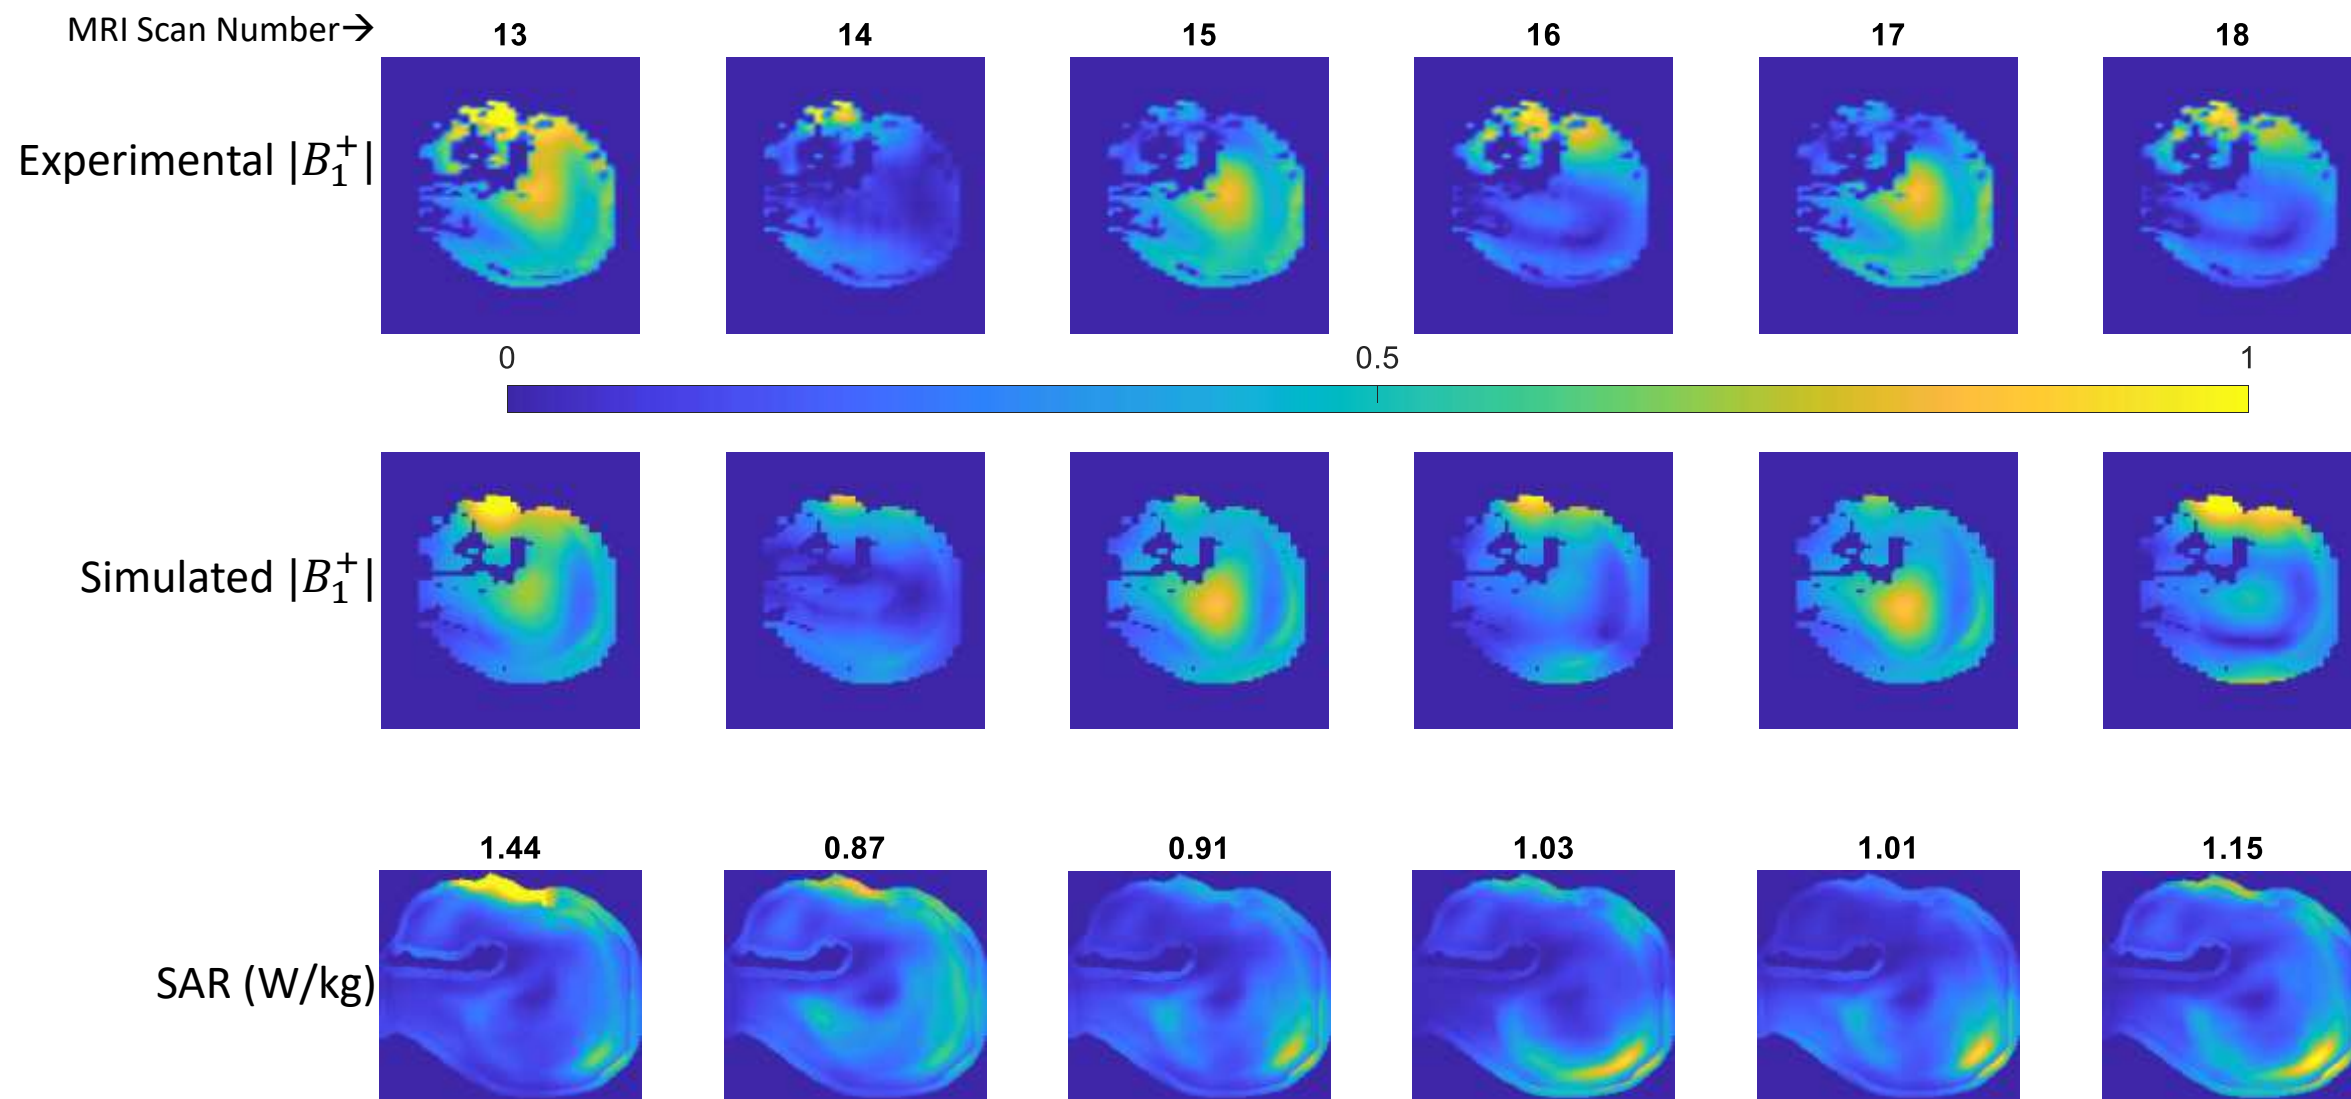 MRI Scan Number→ 13 14 15 16 17 18
Experimental |B₁⁺|
0 0.5 1
Simulated |B₁⁺|
1.44 0.87 0.91 1.03 1.01 1.15
SAR (W/kg)